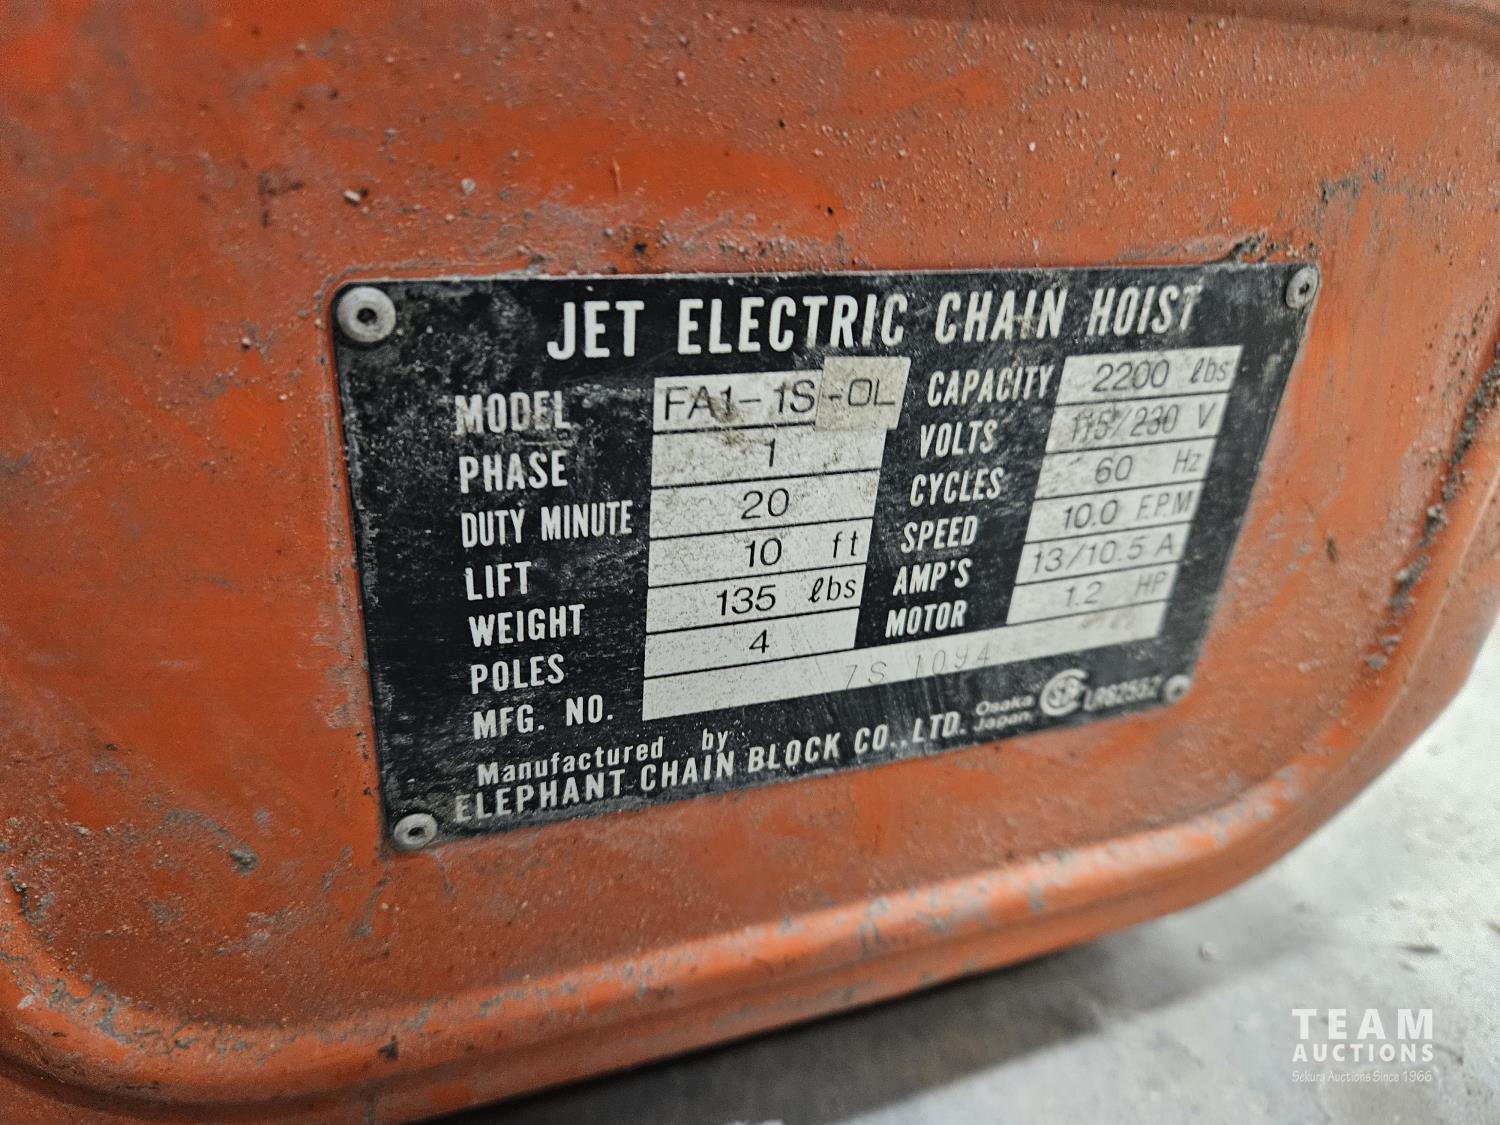 JET ELECTRIC CHAIN HOIST
MODEL FA1-1S-OL
PHASE 1
DUTY MINUTE 20
LIFT 10 ft
WEIGHT 135 lbs
POLES 4
CAPACITY 2200 lbs
VOLTS 115/230 V
CYCLES 60 Hz
SPEED 10.0 F.P.M
AMP'S 13/10.5 A
MOTOR 1.2 HP
MFG. NO. 7S 1094
Manufactured by
ELEPHANT CHAIN BLOCK CO., LTD. Osaka Japan.
TEAM
AUCTIONS
Sekura Auctions Since 1966